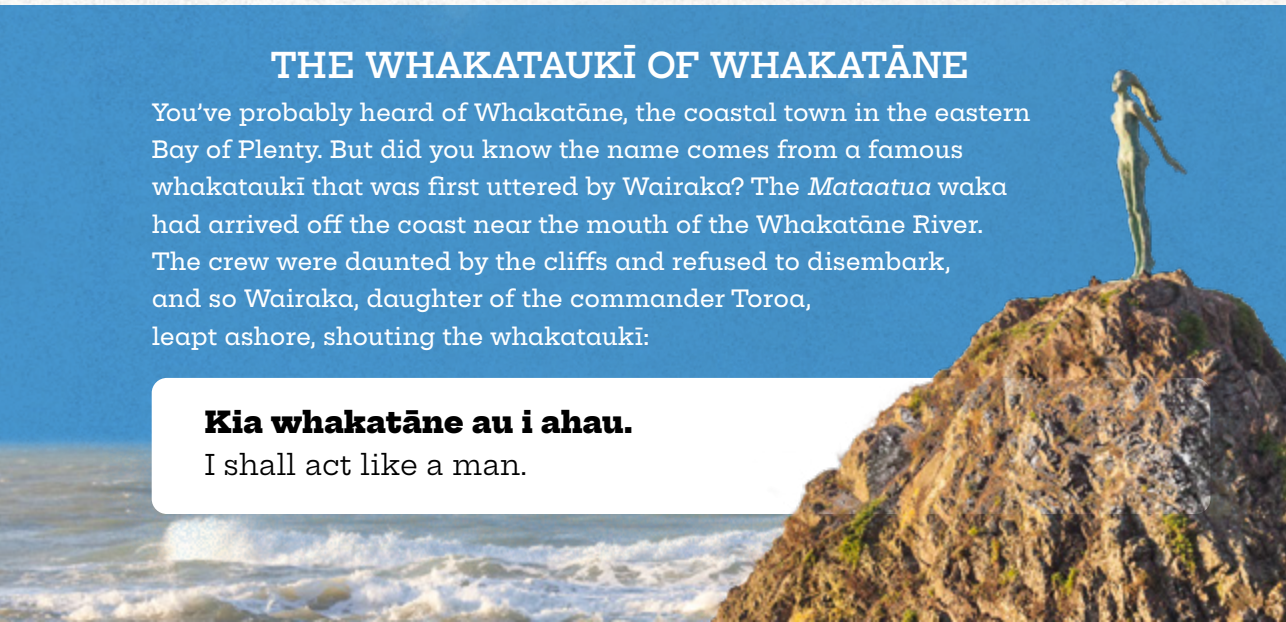 THE WHAKATAUKĪ OF WHAKATĀNE
You’ve probably heard of Whakatāne, the coastal town in the eastern
Bay of Plenty. But did you know the name comes from a famous
whakataukī that was first uttered by Wairaka? The Mataatua waka
had arrived off the coast near the mouth of the Whakatāne River.
The crew were daunted by the cliffs and refused to disembark,
and so Wairaka, daughter of the commander Toroa,
leapt ashore, shouting the whakataukī:
Kia whakatāne au i ahau.
I shall act like a man.